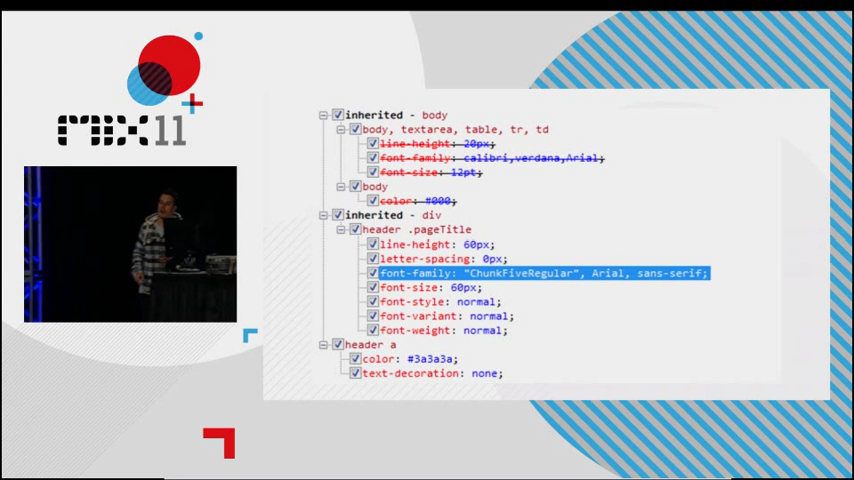 MIX11
inherited - body
body, textarea, table, tr, td
line-height: 20px;
font-family: calibri,verdana,Arial;
font-size: 12pt;
body
color: #000;
inherited - div
header .pageTitle
line-height: 60px;
letter-spacing: 0px;
font-family: "ChunkFiveRegular", Arial, sans-serif;
font-size: 60px;
font-style: normal;
font-variant: normal;
font-weight: normal;
header a
color: #3a3a3a;
text-decoration: none;